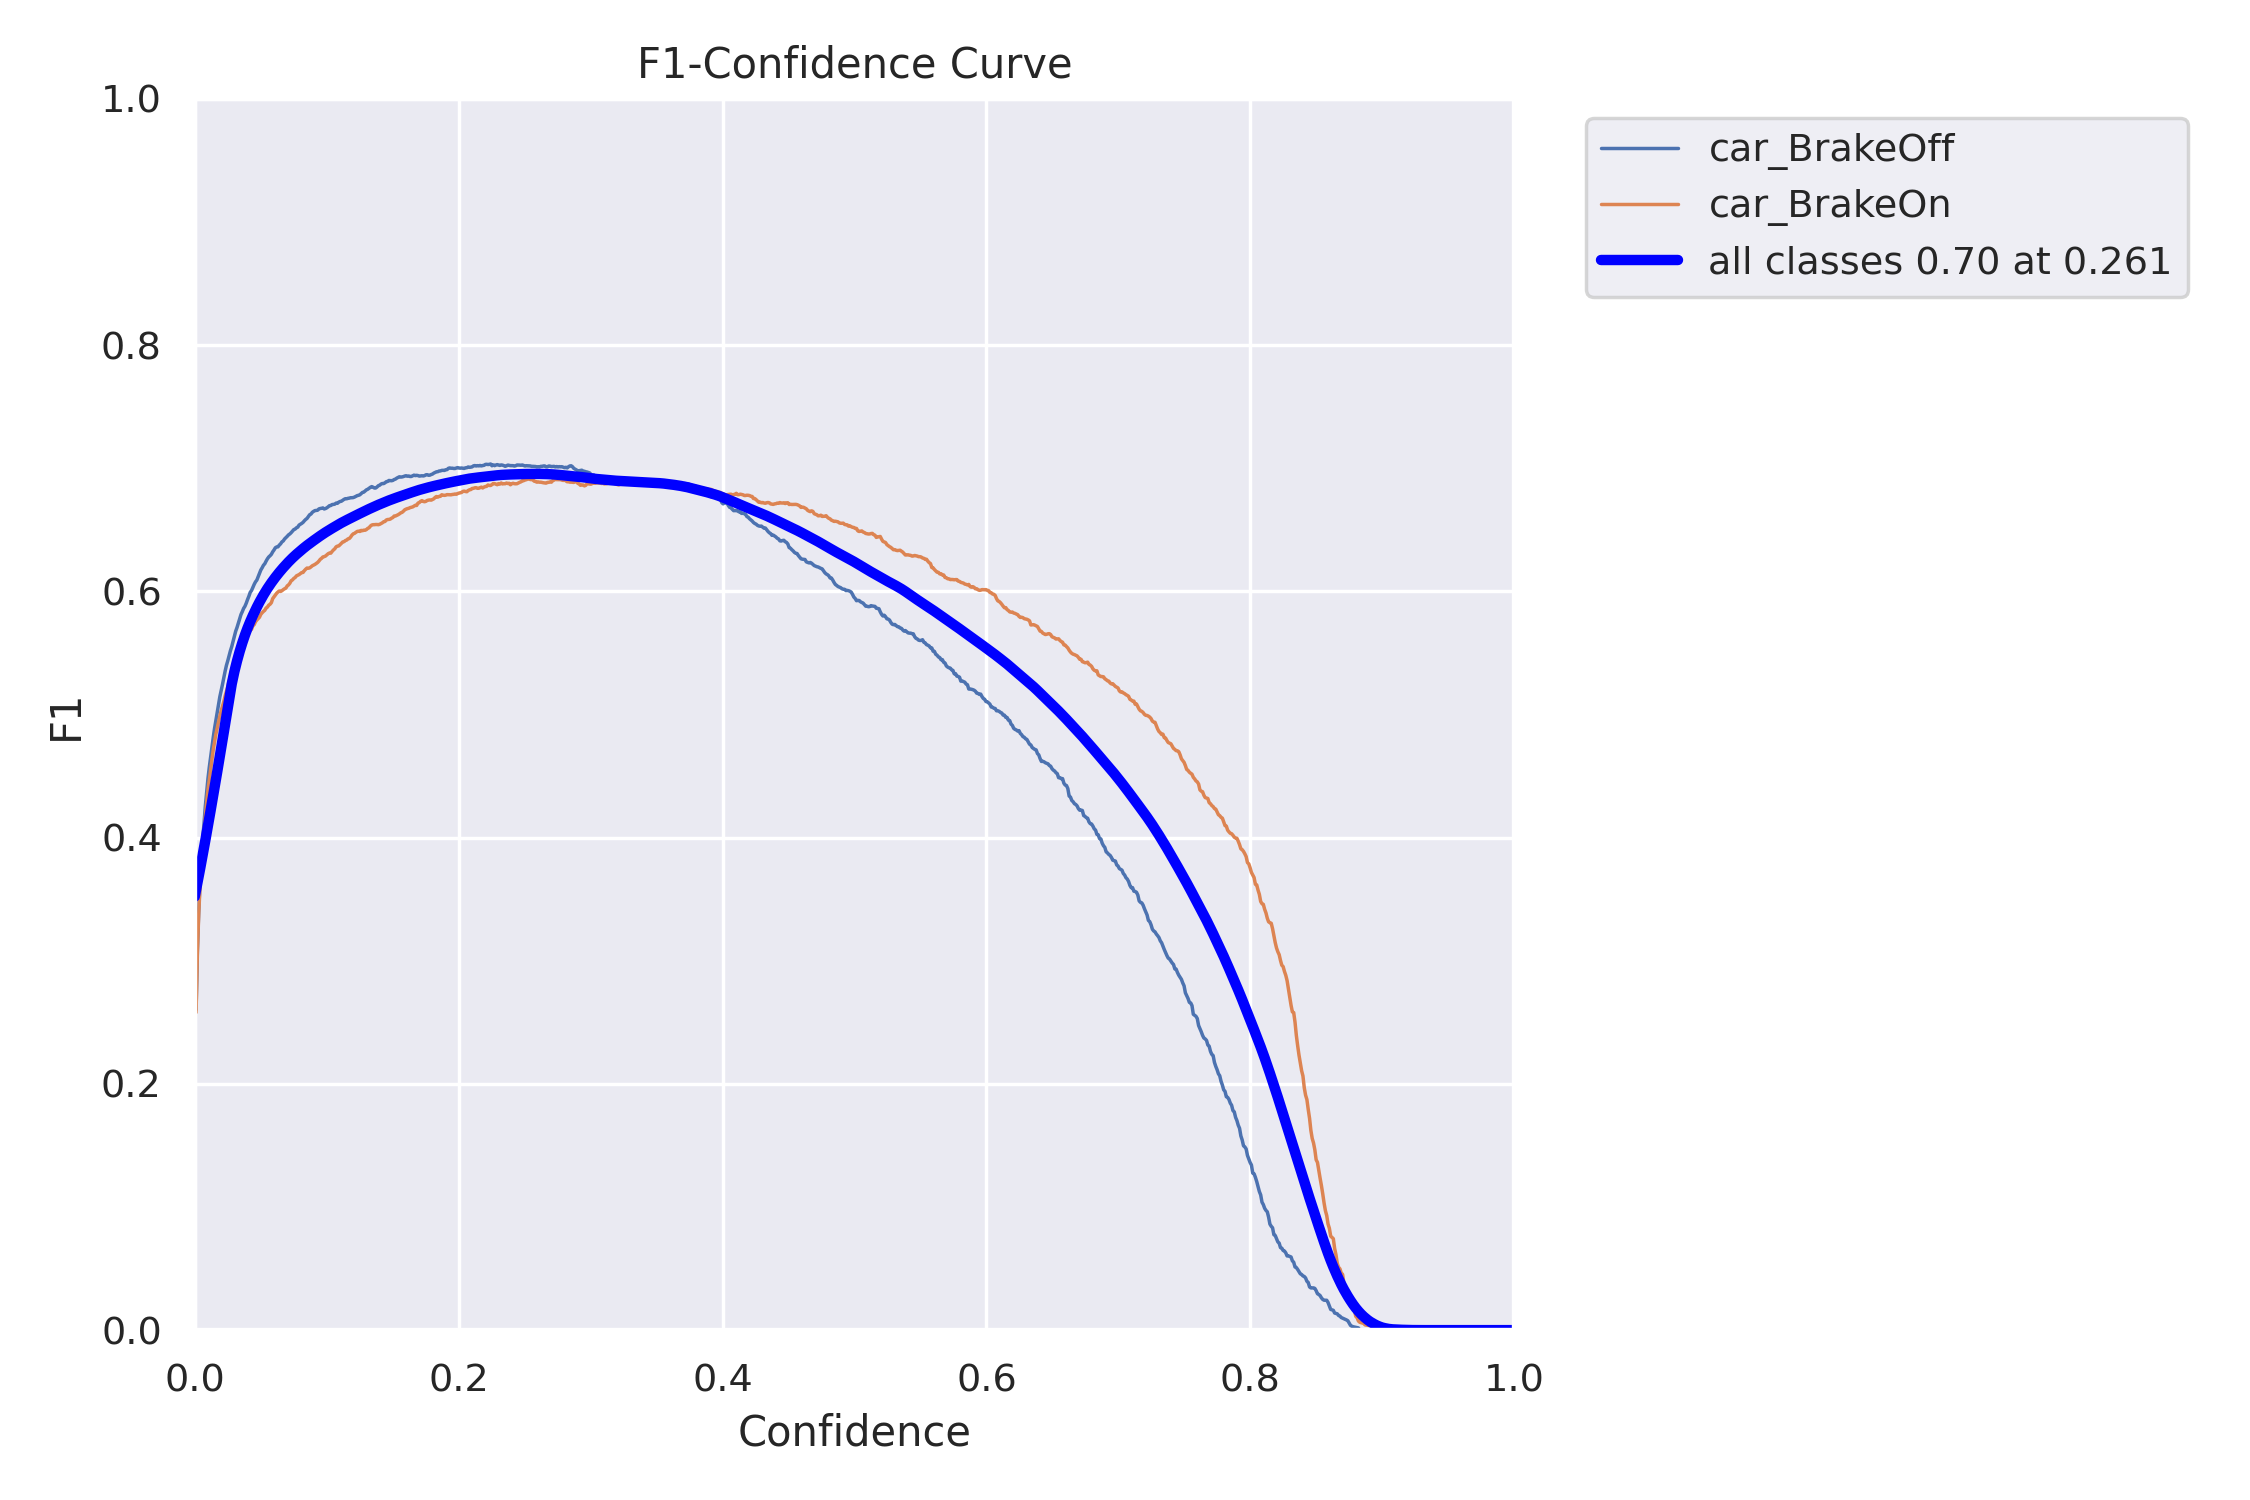 F1-Confidence Curve
1.0
0.8
0.6
0.4
0.2
0.0
F1
0.0 0.2 0.4 0.6 0.8 1.0
Confidence
car_BrakeOff
car_BrakeOn
all classes 0.70 at 0.261